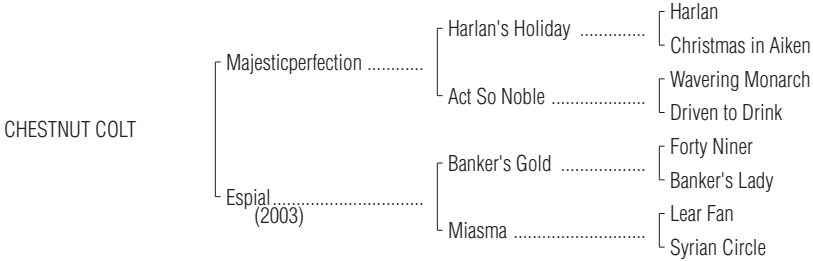 Harlan
Harlan's Holiday ..............
Christmas in Aiken
Majesticperfection ............
Wavering Monarch
Act So Noble ....................
Driven to Drink
CHESTNUT COLT
Forty Niner
Banker's Gold ..................
Banker's Lady
Espial................................
(2003)
Lear Fan
Miasma ............................
Syrian Circle